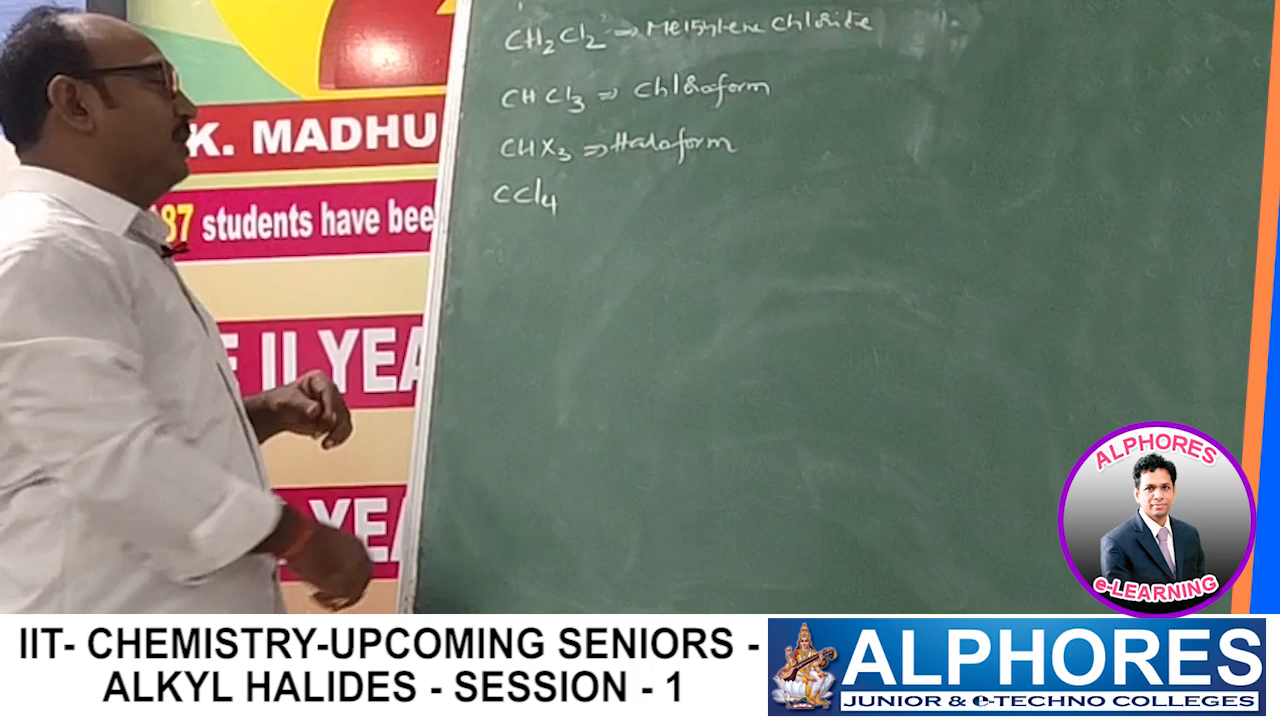 CH2Cl2 ⇒ Methylene Chloride
CHCl3 ⇒ Chloroform
CHX3 ⇒ Haloform
CCl4
K. MADHU
187 students have bee
E II YEA
YEA
ALPHORES
e-LEARNING
IIT- CHEMISTRY-UPCOMING SENIORS -
ALKYL HALIDES - SESSION - 1
ALPHORES
JUNIOR & e-TECHNO COLLEGES